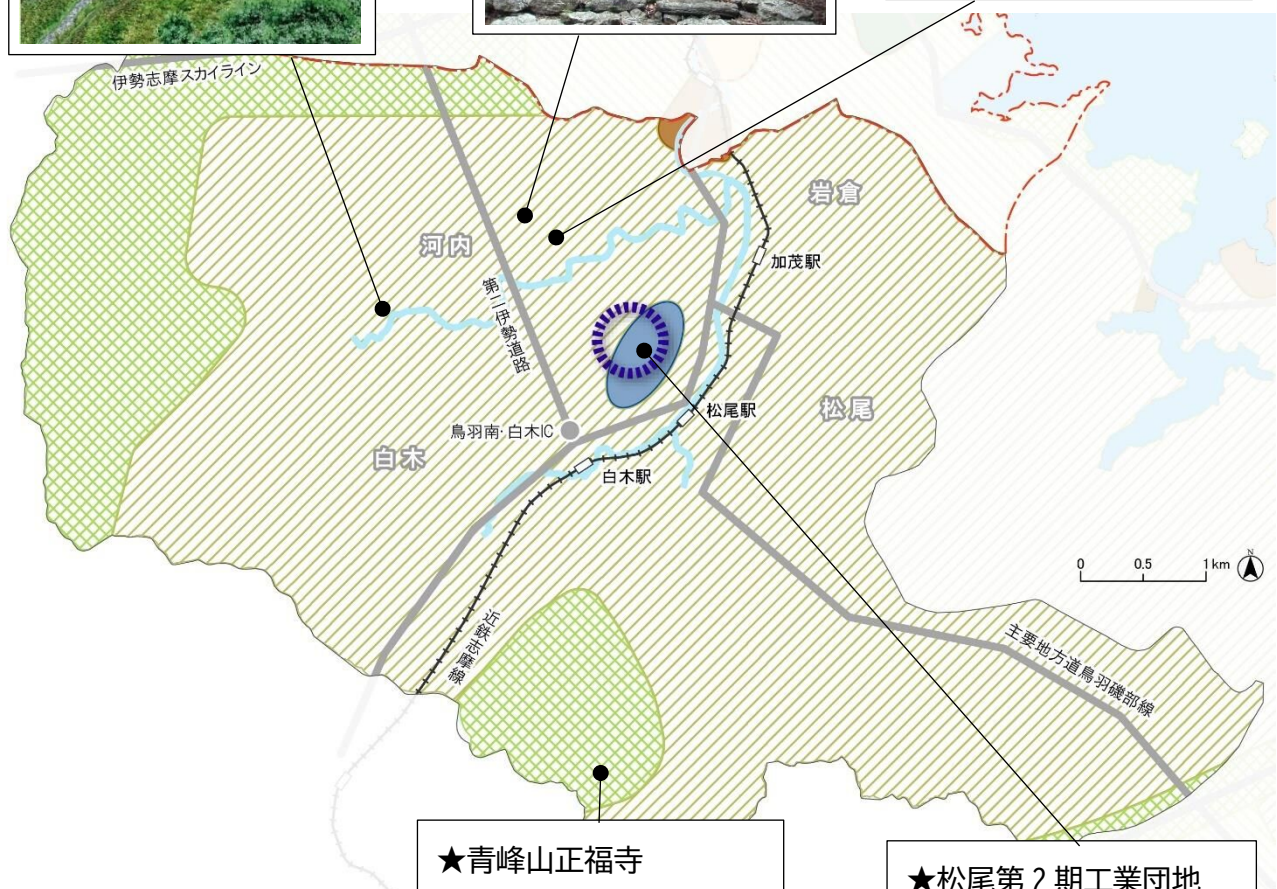 伊勢志摩スカイライン
岩倉
河内
加茂駅
第二伊勢道路
松尾駅
松尾
鳥羽南・白木IC
白木
白木駅
0 0.5 1km
N
近鉄志摩線
主要地方道鳥羽磯部線
★青峰山正福寺
★松尾第２期工業団地